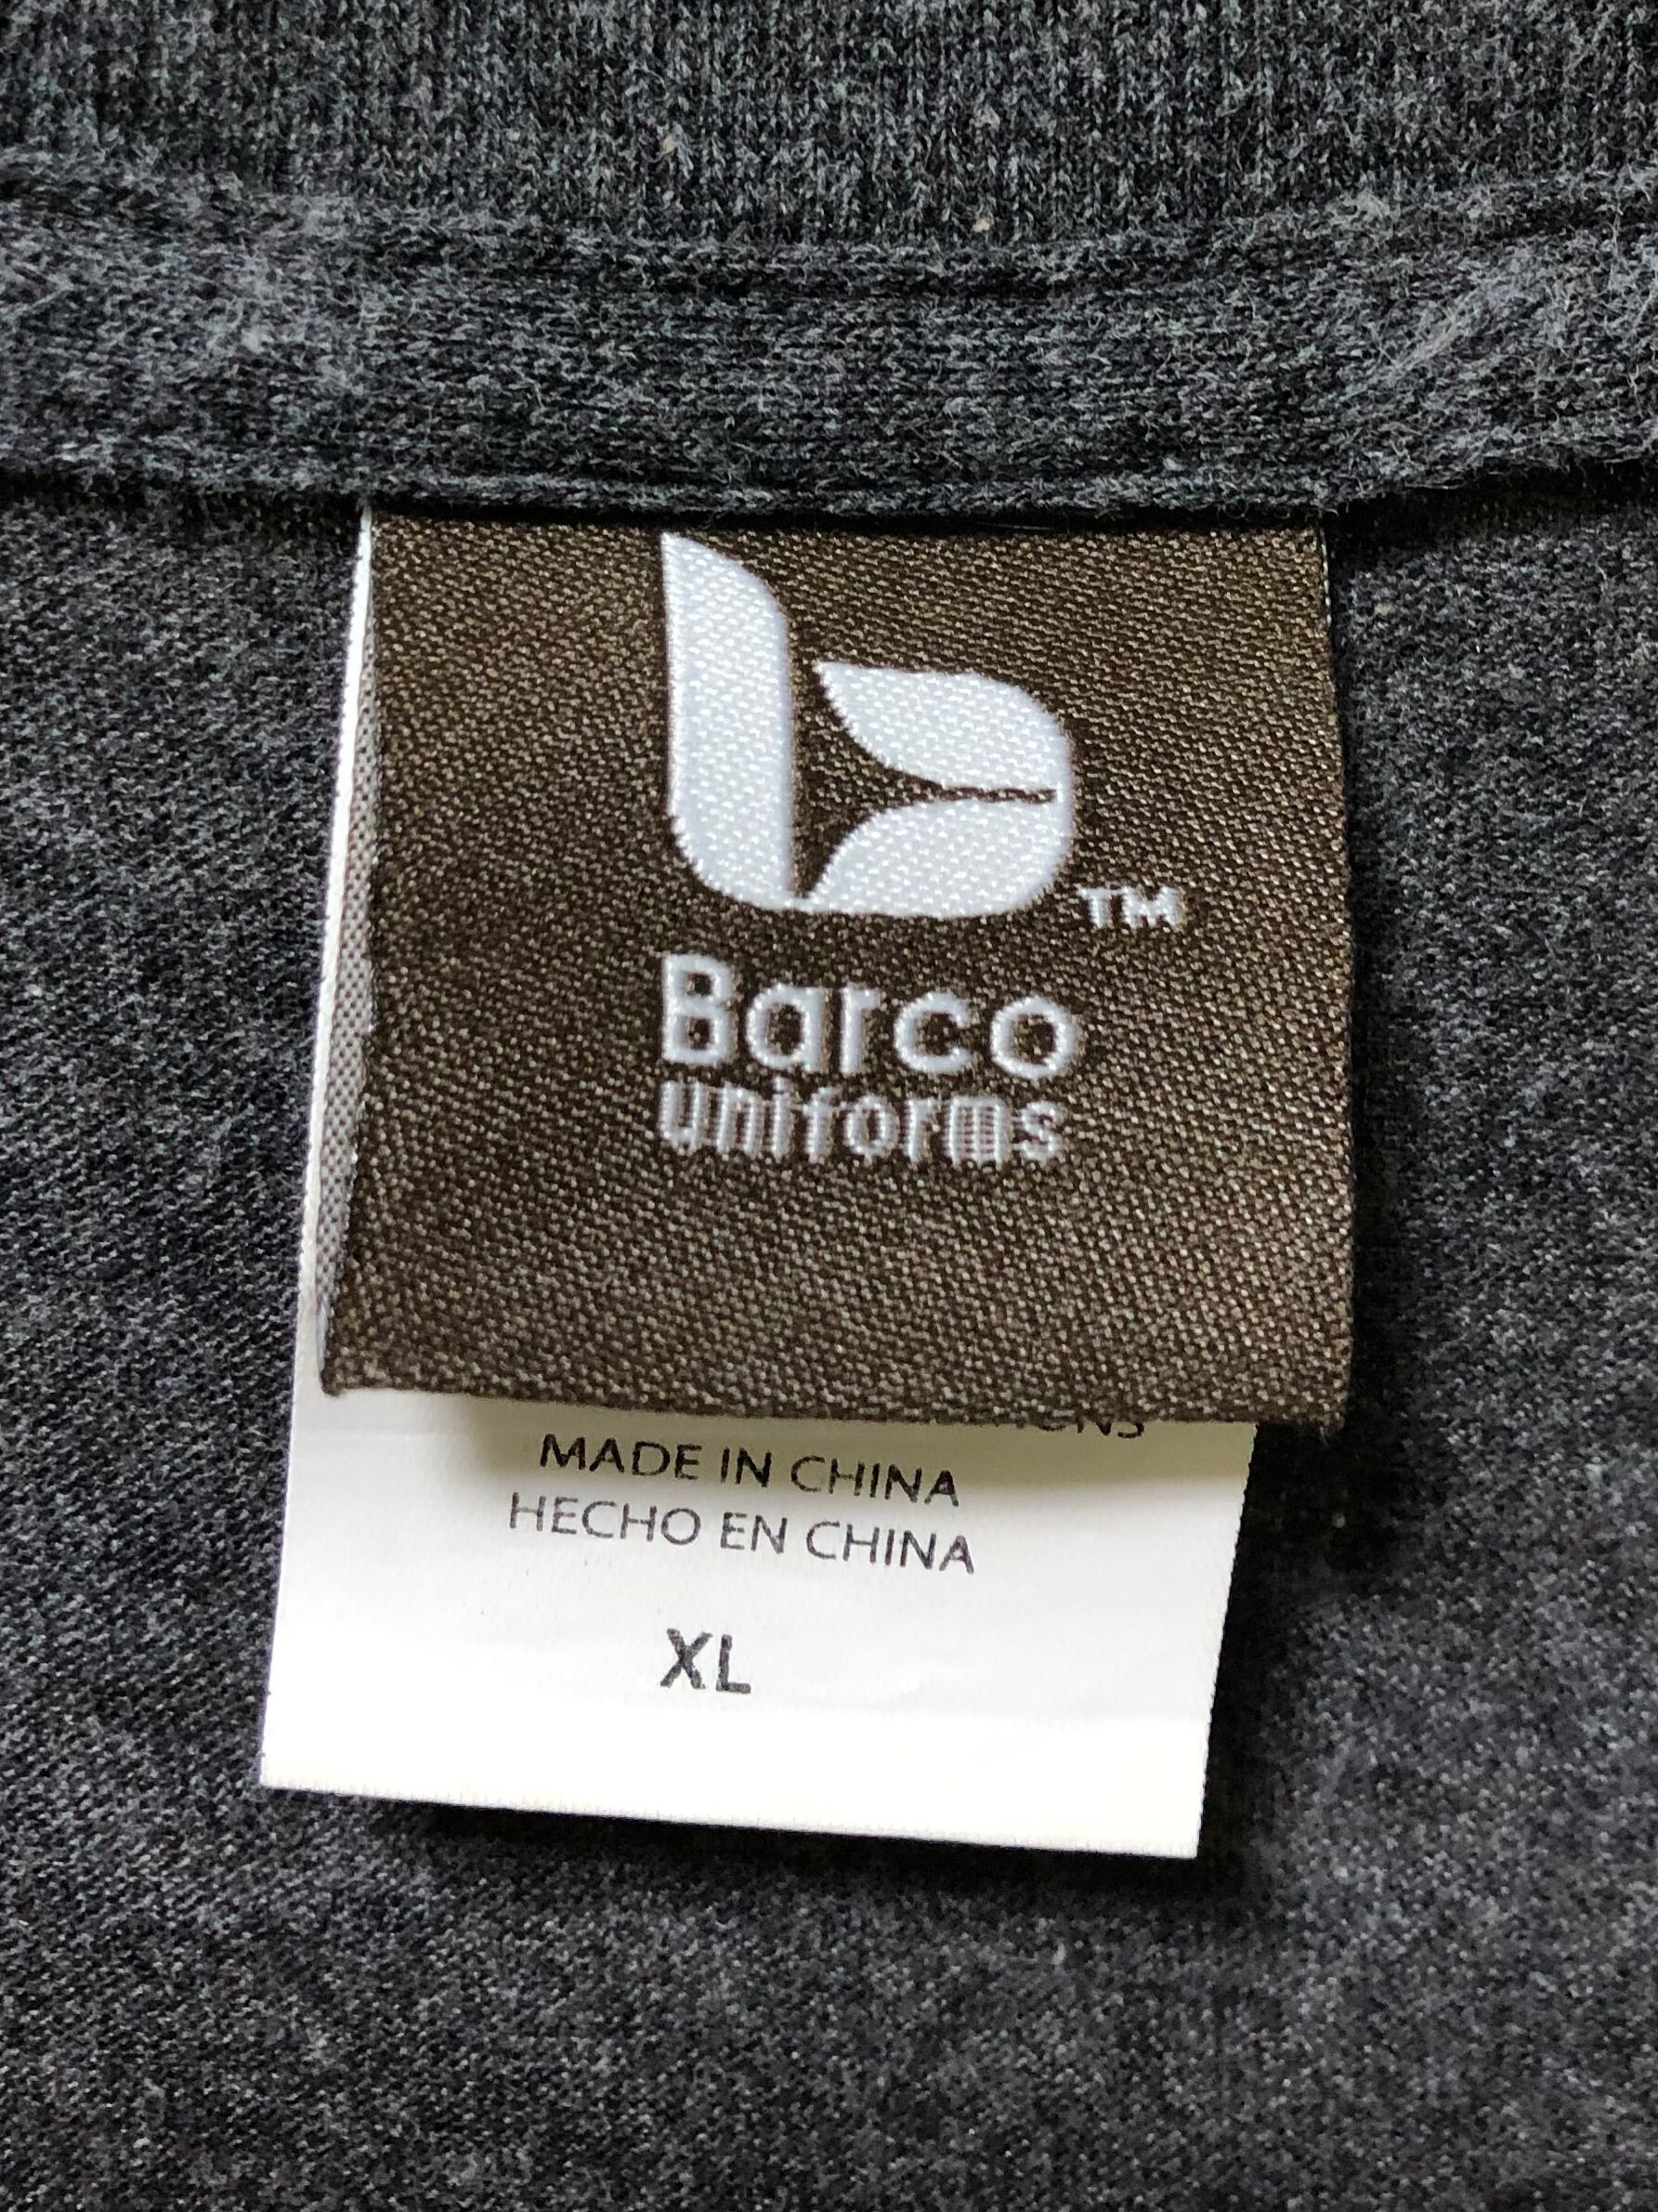 TM
Barco
uniforms
MADE IN CHINA
HECHO EN CHINA
XL